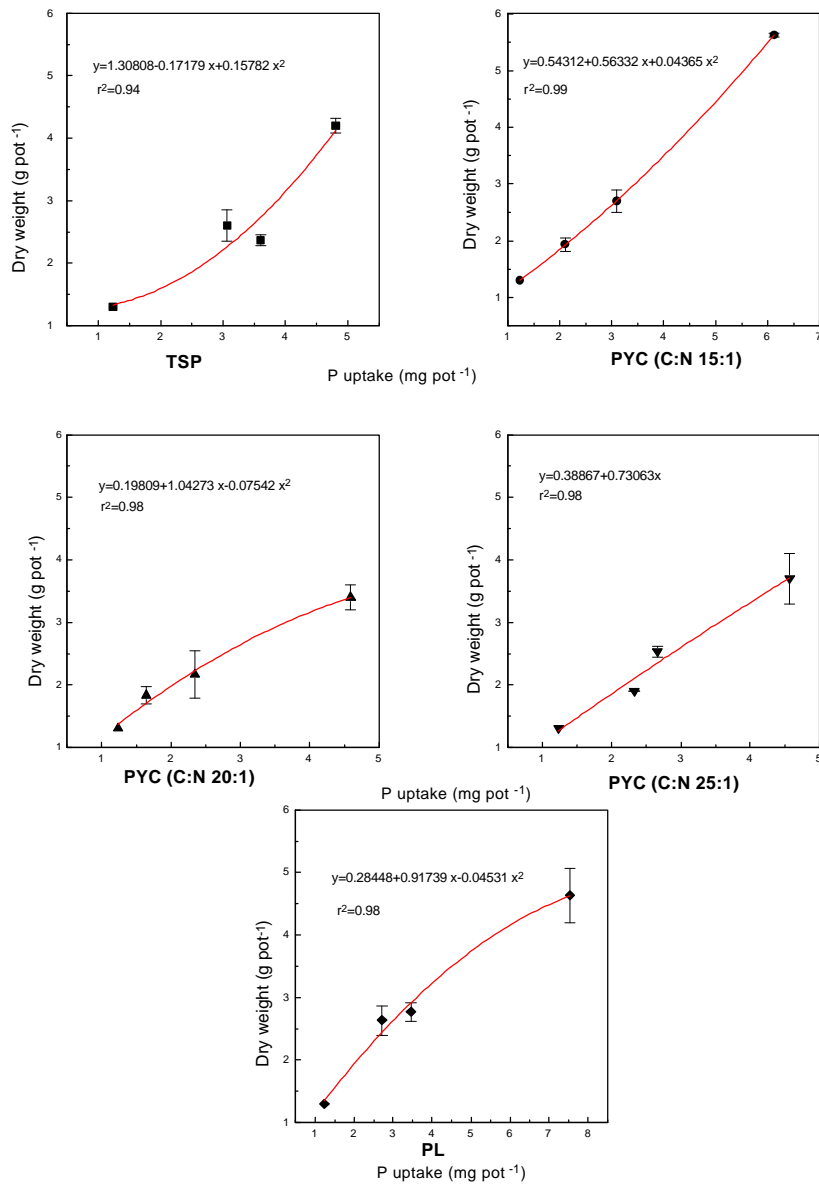 6
5
4
3
2
1
Dry weight (g pot -1)
y=1.30808-0.17179 x+0.15782 x2
r2=0.94
1 2 3 4 5
TSP
6
5
4
3
2
1
Dry weight (g pot -1)
y=0.54312+0.56332 x+0.04365 x2
r2=0.99
1 2 3 4 5 6 7
PYC (C:N 15:1)
P uptake (mg pot -1)
6
5
4
3
2
1
Dry weight (g pot -1)
y=0.19809+1.04273 x-0.07542 x2
r2=0.98
1 2 3 4 5
PYC (C:N 20:1)
6
5
4
3
2
1
Dry weight (g pot -1)
y=0.38867+0.73063x
r2=0.98
1 2 3 4 5
PYC (C:N 25:1)
P uptake (mg pot -1)
6
5
4
3
2
1
Dry weight (g pot-1)
y=0.28448+0.91739 x-0.04531 x2
r2=0.98
1 2 3 4 5 6 7 8
PL
P uptake (mg pot -1)